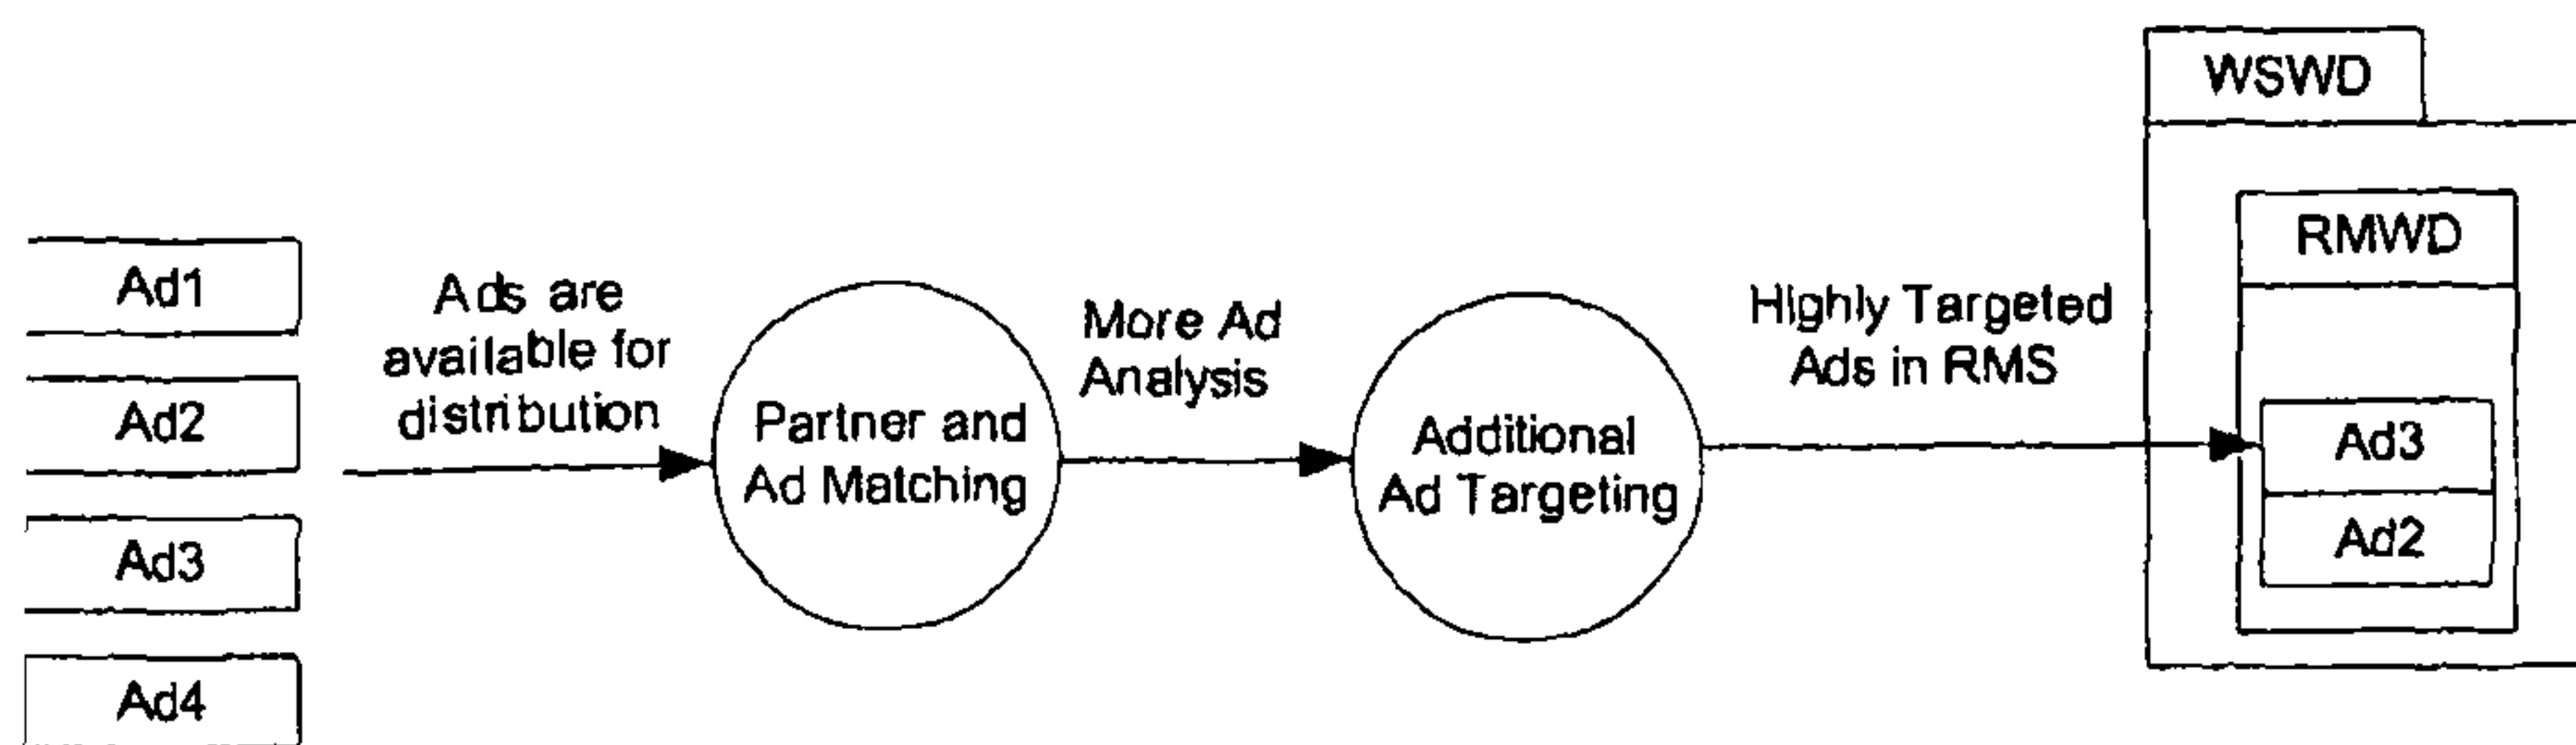 Ad1
Ad2
Ad3
Ad4
Ads are
available for
distribution
Partner and
Ad Matching
More Ad
Analysis
Additional
Ad Targeting
Highly Targeted
Ads in RMS
WSWD
RMWD
Ad3
Ad2